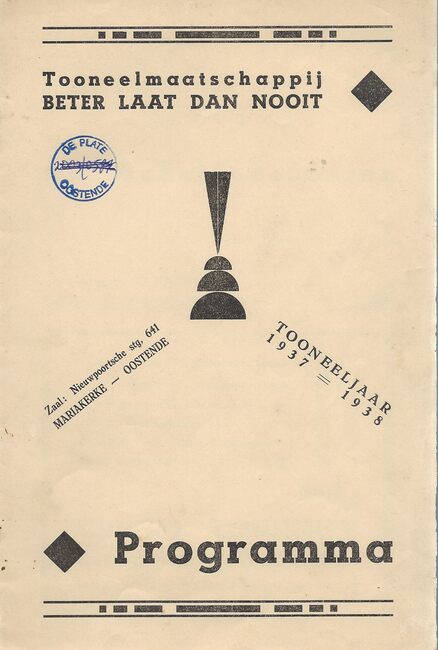 Tooneelmaatschappij
BETER LAAT DAN NOOIT
DE PLATE
OOSTENDE
Zaal: Nieuwpoortsche stg, 641
MARIAKERKE — OOSTENDE
TOONEELJAAR
1937 = 1938
Programma